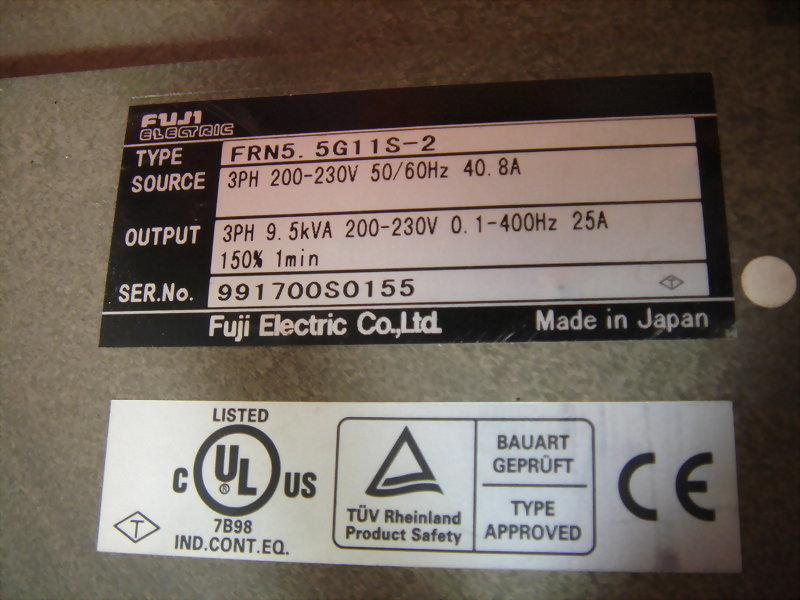 FUJI
ELECTRIC
TYPE FRN5.5G11S-2
SOURCE 3PH 200-230V 50/60Hz 40.8A
OUTPUT 3PH 9.5kVA 200-230V 0.1-400Hz 25A
150% 1min
SER.No. 991700S0155 T
Fuji Electric Co.,Ltd. Made in Japan
LISTED
C UL ® US
7B98
IND.CONT.EQ.
T
TÜV Rheinland
Product Safety
BAUART
GEPRÜFT
TYPE
APPROVED
CE